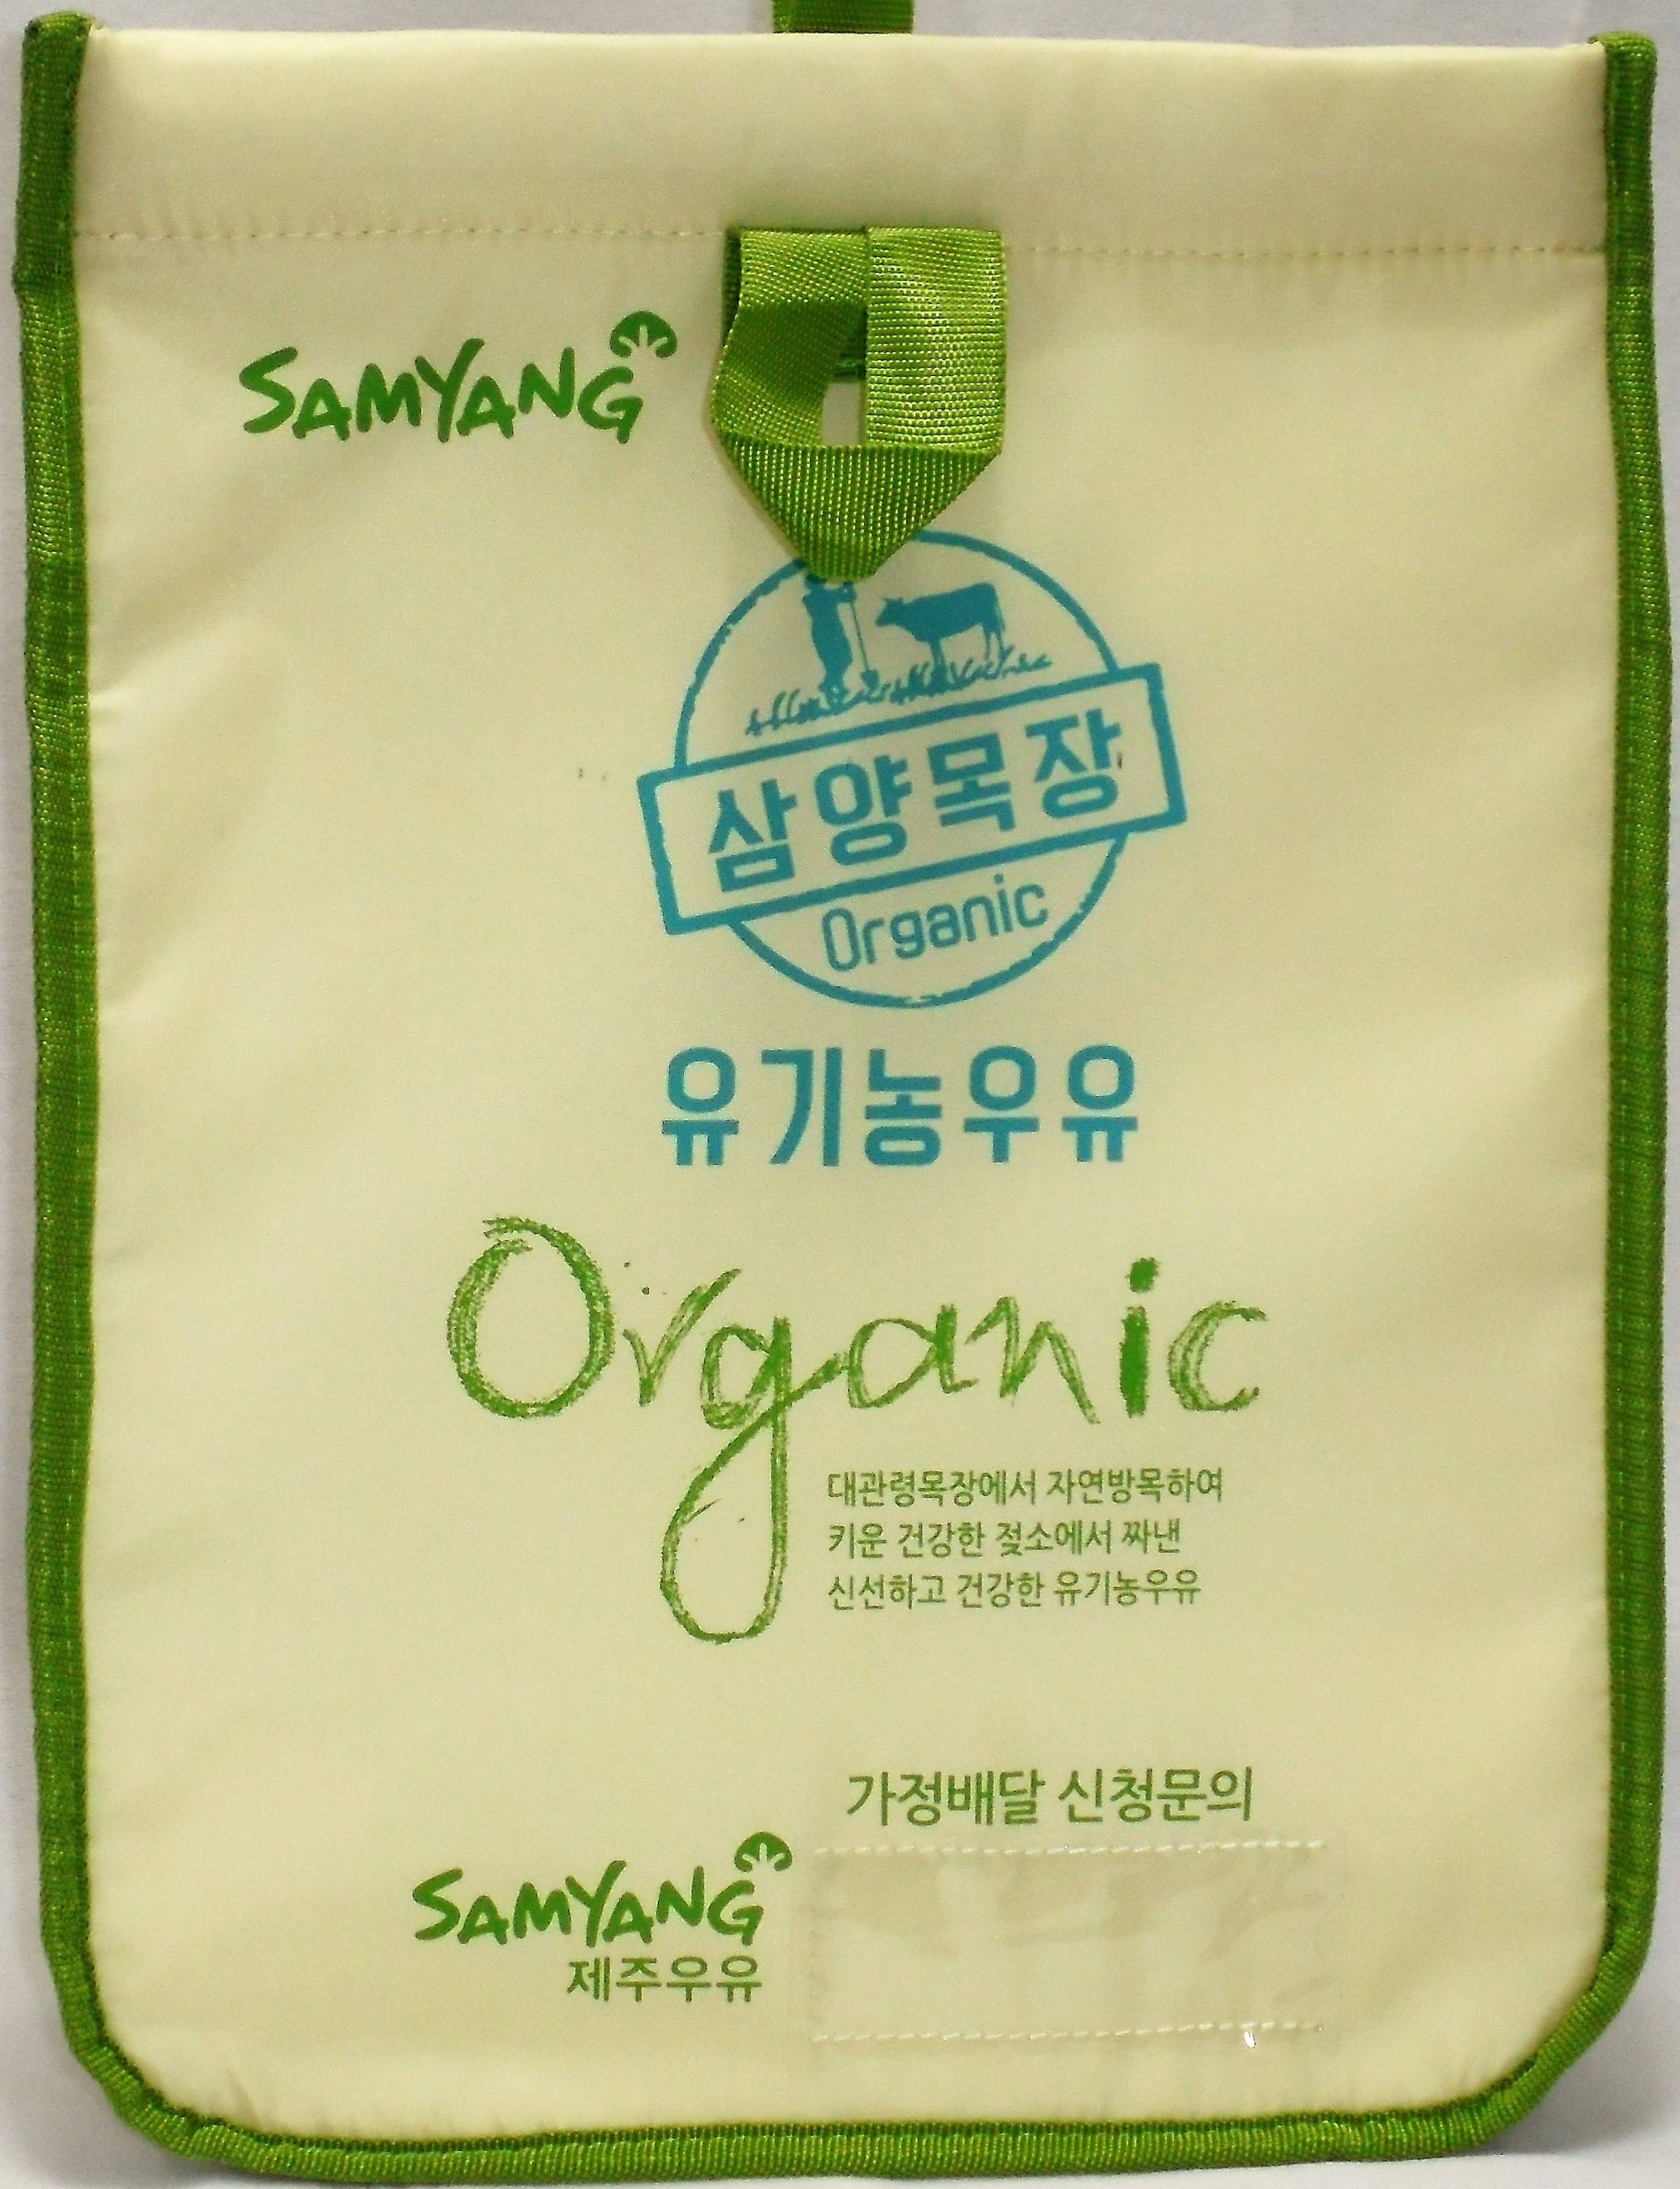 SAMYANG
삼양목장
Organic
유기농우유
Organic
대관령목장에서 자연방목하여
키운 건강한 젖소에서 짜낸
신선하고 건강한 유기농우유
가정배달 신청문의
SAMYANG
제주우유